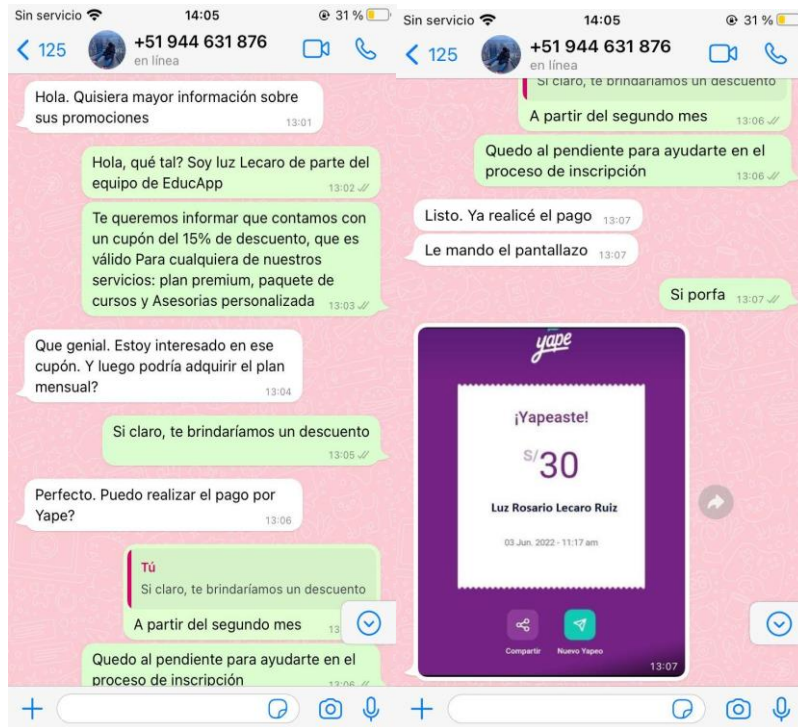 Sin servicio 14:05 31 %
125 +51 944 631 876
en línea
Hola. Quisiera mayor información sobre
sus promociones 13:01
Hola, qué tal? Soy luz Lecaro de parte del
equipo de EducApp 13:02
Te queremos informar que contamos con
un cupón del 15% de descuento, que es
válido Para cualquiera de nuestros
servicios: plan premium, paquete de
cursos y Asesorias personalizada 13:03
Que genial. Estoy interesado en ese
cupón. Y luego podría adquirir el plan
mensual? 13:04
Si claro, te brindaríamos un descuento
13:05
Perfecto. Puedo realizar el pago por
Yape? 13:06
Tú
Si claro, te brindaríamos un descuento
A partir del segundo mes 13
Quedo al pendiente para ayudarte en el
proceso de inscripción 13:06
Sin servicio 14:05 31 %
125 +51 944 631 876
en línea
Si claro, te brindaríamos un descuento
A partir del segundo mes 13:06
Quedo al pendiente para ayudarte en el
proceso de inscripción 13:06
Listo. Ya realicé el pago 13:07
Le mando el pantallazo 13:07
Si porfa 13:07
yape
¡Yapeaste!
S/30
Luz Rosario Lecaro Ruiz
03 Jun. 2022 - 11:17 am
Compartir Nuevo Yapeo
13:07